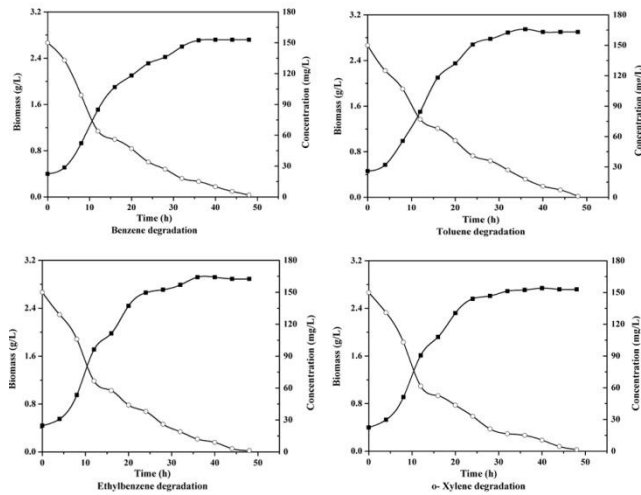 3.2
2.4
1.6
0.8
0.0
Biomass (g/L)
180
150
120
90
60
30
0
Concentration (mg/L)
0 10 20 30 40 50
Time (h)
Benzene degradation
3.2
2.4
1.6
0.8
0.0
Biomass (g/L)
180
150
120
90
60
30
0
Concentration (mg/L)
0 10 20 30 40 50
Time (h)
Toluene degradation
3.2
2.4
1.6
0.8
0.0
Biomass (g/L)
180
150
120
90
60
30
0
Concentration (mg/L)
0 10 20 30 40 50
Time (h)
Ethylbenzene degradation
3.2
2.4
1.6
0.8
0.0
Biomass (g/L)
180
150
120
90
60
30
0
Concentration (mg/L)
0 10 20 30 40 50
Time (h)
o- Xylene degradation